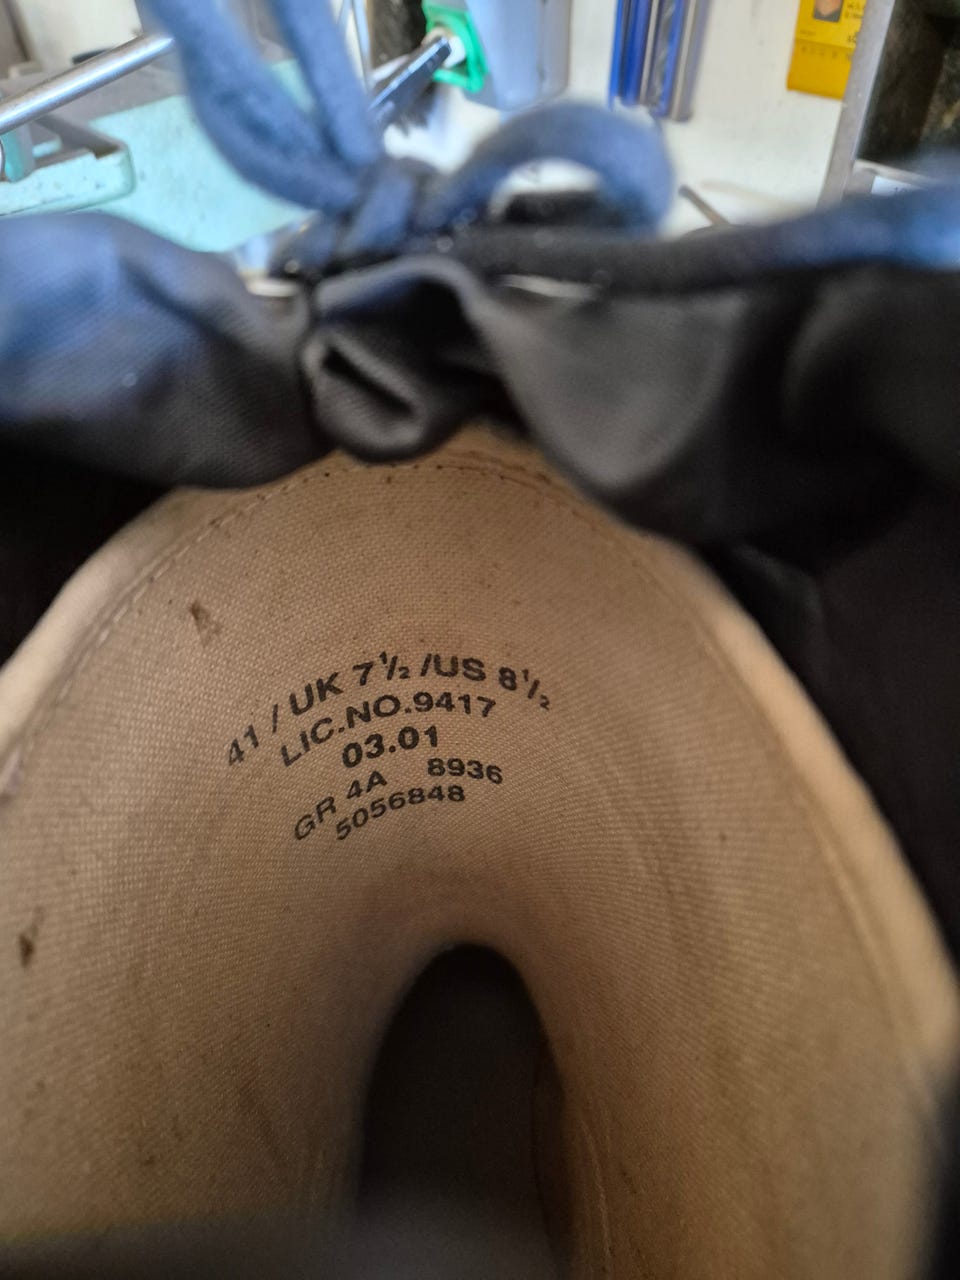 41 / UK 7½ /US 8½
LIC.NO.9417
03.01
GR 4A 8936
5056848